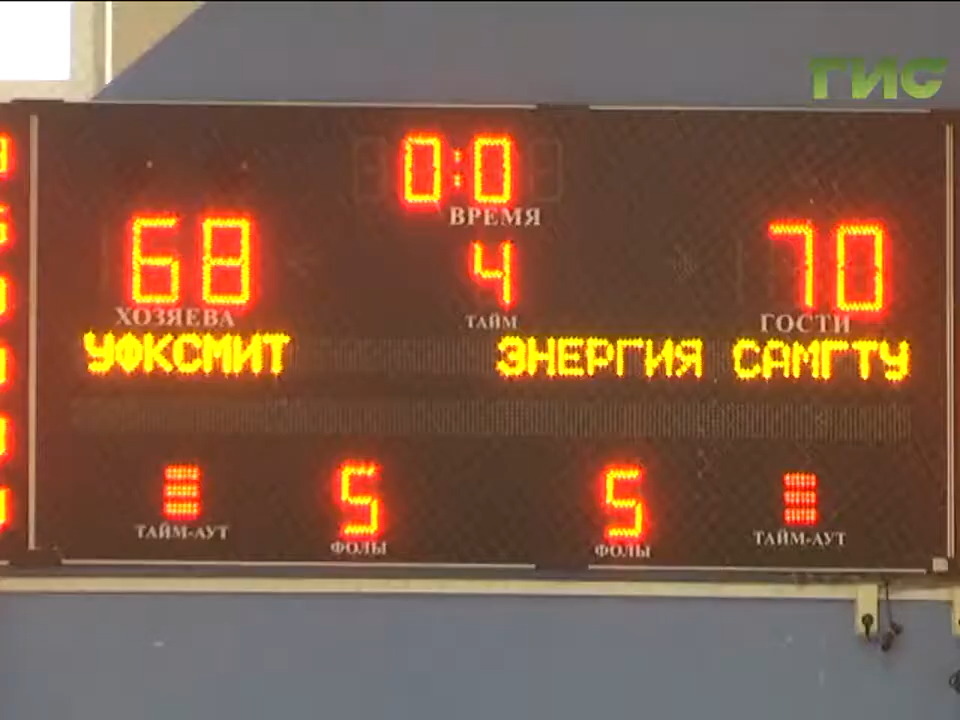 ГИС
0:0
ВРЕМЯ
68
4
70
ХОЗЯЕВА
ТАЙМ
ГОСТИ
УФКСМИТ
ЭНЕРГИЯ САМГТУ
5
5
ТАЙМ-АУТ
ФОЛЫ
ФОЛЫ
ТАЙМ-АУТ